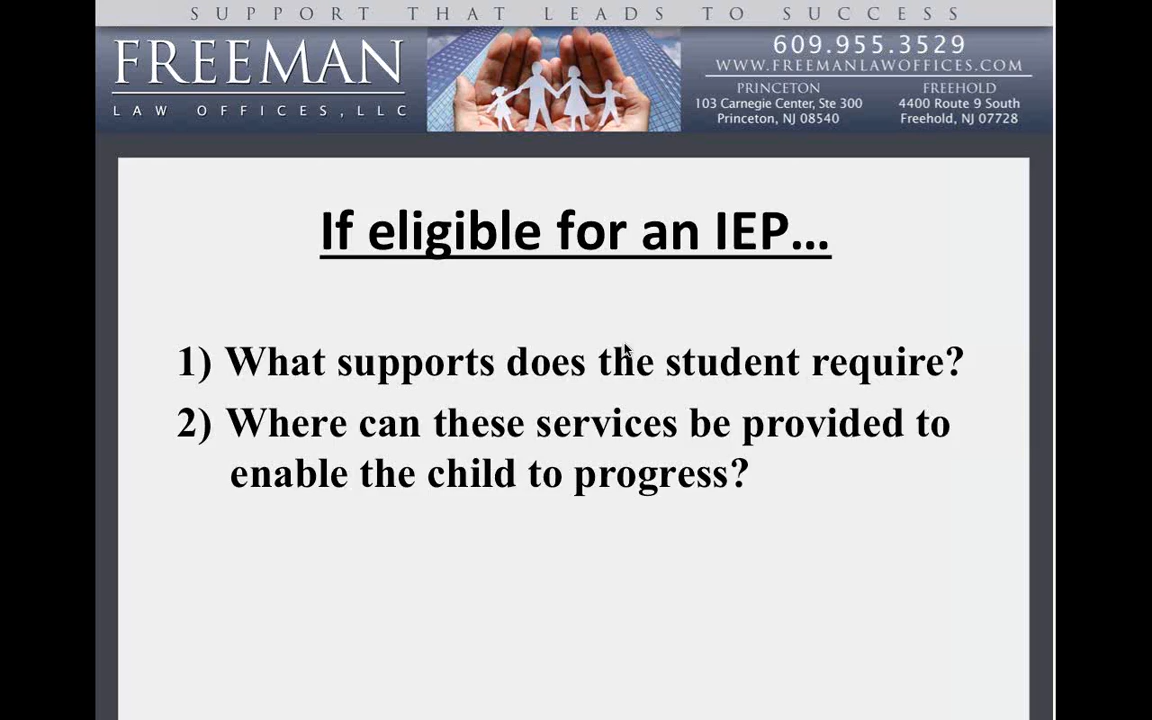 SUPPORT THAT LEADS TO SUCCESS
FREEMAN
LAW OFFICES, LLC
609.955.3529
WWW.FREEMANLAWOFFICES.COM
PRINCETON
103 Carnegie Center, Ste 300
Princeton, NJ 08540
FREEHOLD
4400 Route 9 South
Freehold, NJ 07728
If eligible for an IEP...
1) What supports does the student require?
2) Where can these services be provided to
enable the child to progress?